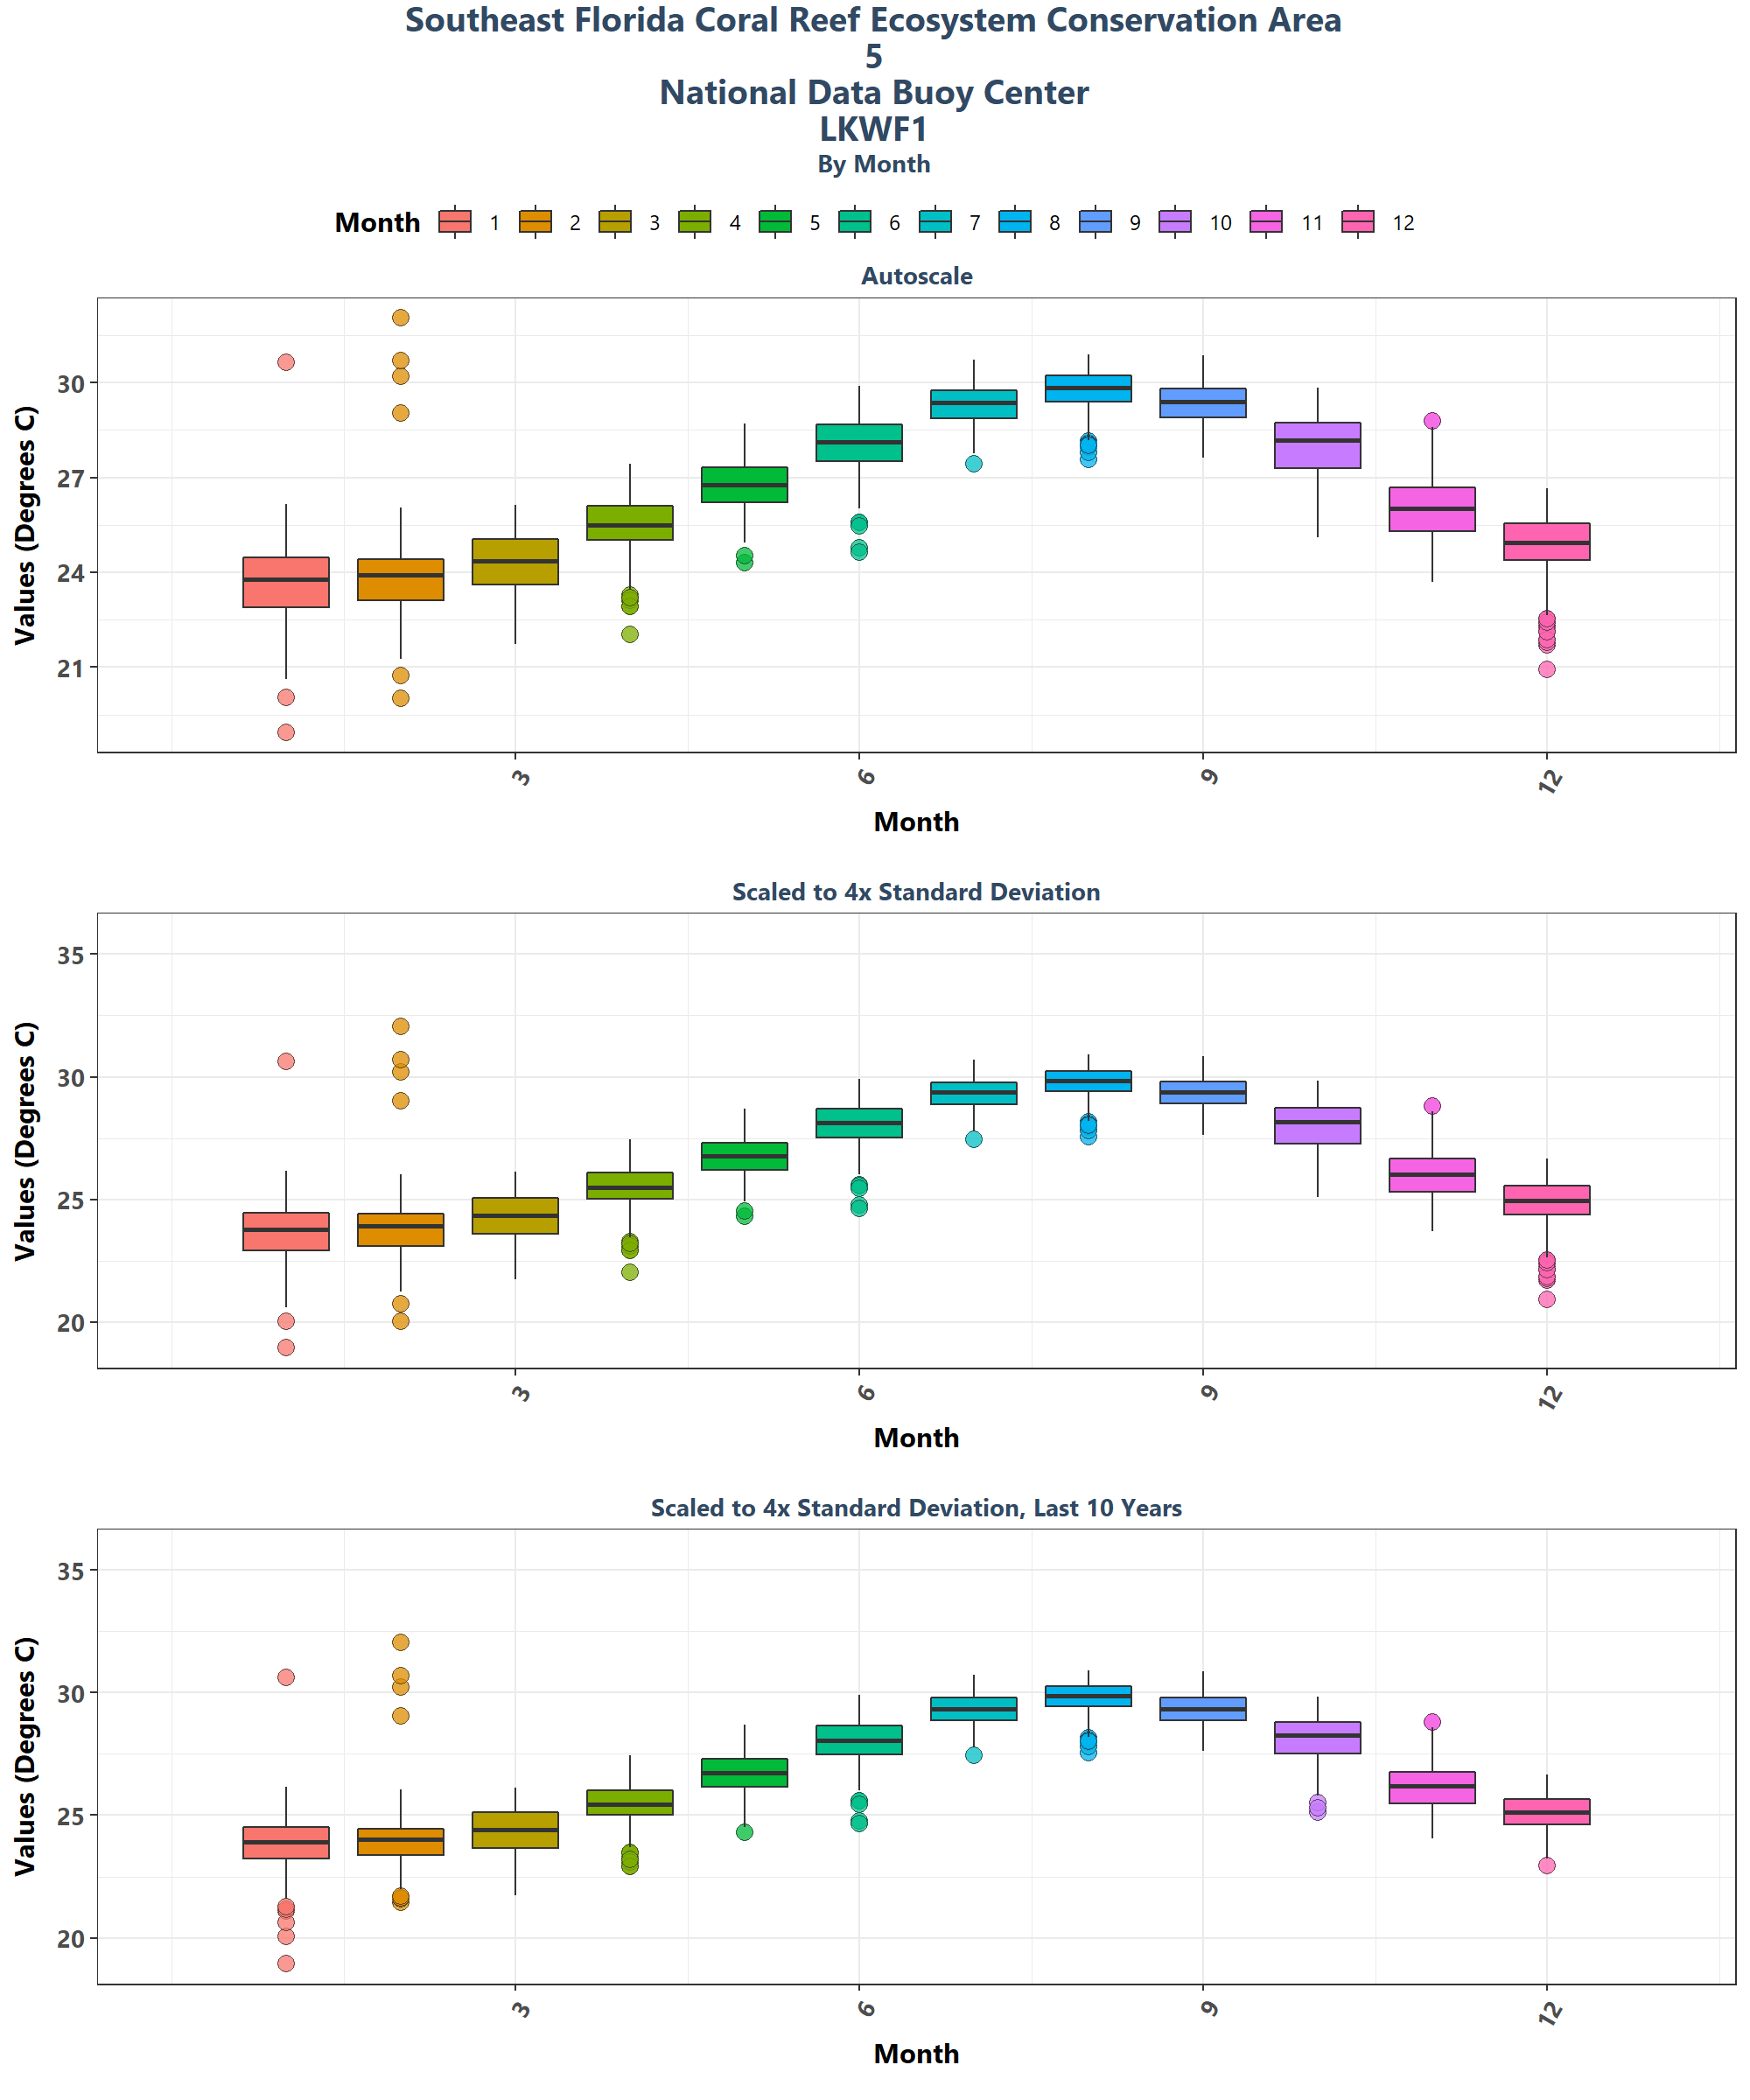 Southeast Florida Coral Reef Ecosystem Conservation Area
5
National Data Buoy Center
LKWF1
By Month
Month 1 2 3 4 5 6 7 8 9 10 11 12
Autoscale
Values (Degrees C)
30
27
24
21
3 6 9 12
Month
Scaled to 4x Standard Deviation
Values (Degrees C)
35
30
25
20
3 6 9 12
Month
Scaled to 4x Standard Deviation, Last 10 Years
Values (Degrees C)
35
30
25
20
3 6 9 12
Month